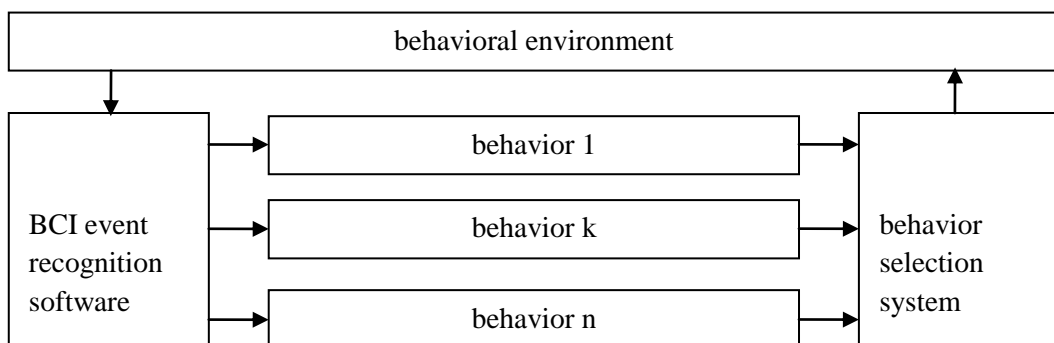 behavioral environment
behavior 1
BCI event
recognition
software
behavior k
behavior
selection
system
behavior n